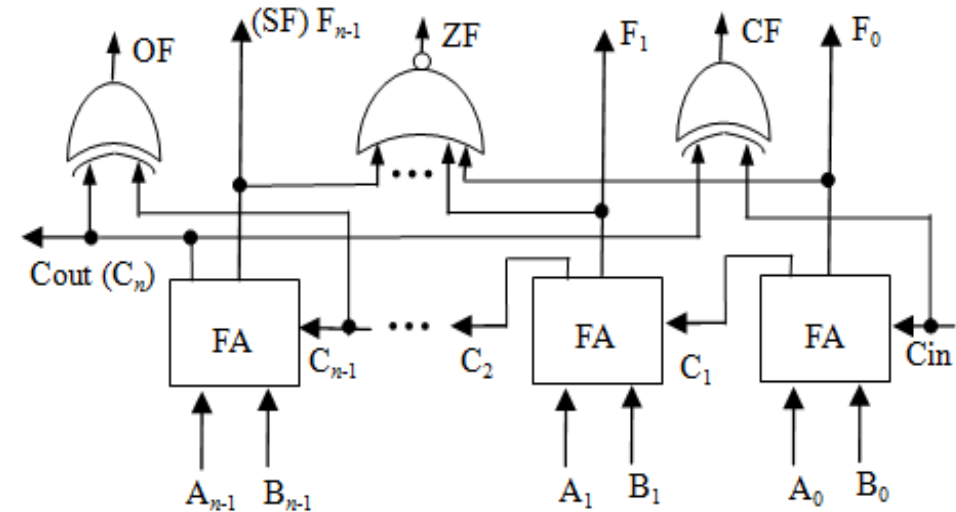 OF (SF) Fₙ₋₁ ZF F₁ CF F₀
Cout (Cₙ)
FA FA FA
Cₙ₋₁ C₂ C₁ Cin
Aₙ₋₁ Bₙ₋₁ A₁ B₁ A₀ B₀